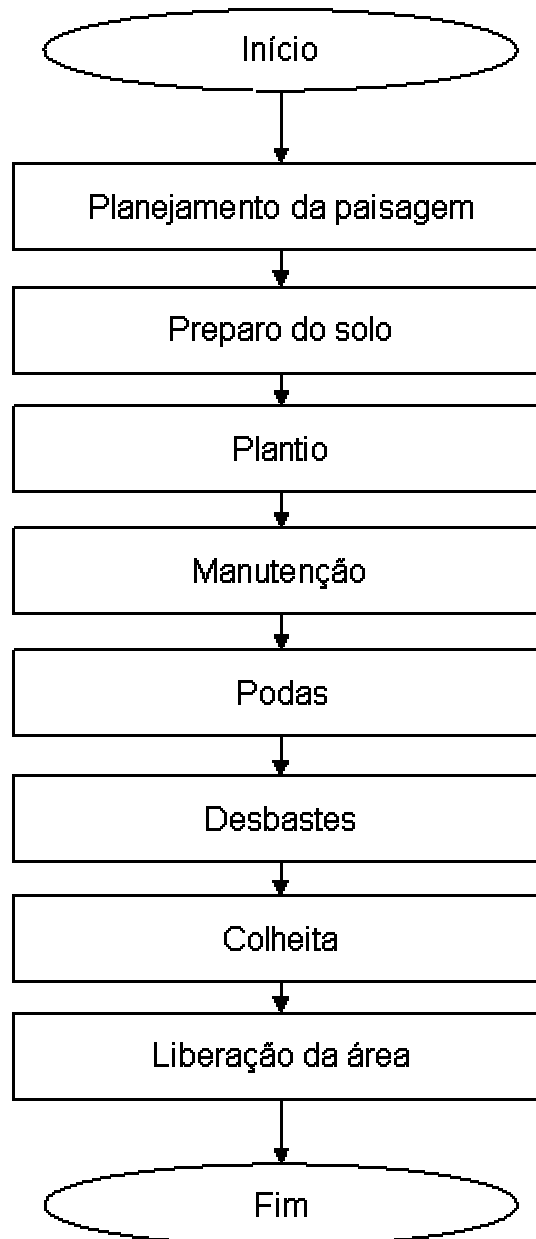 Início
Planejamento da paisagem
Preparo do solo
Plantio
Manutenção
Podas
Desbastes
Colheita
Liberação da área
Fim